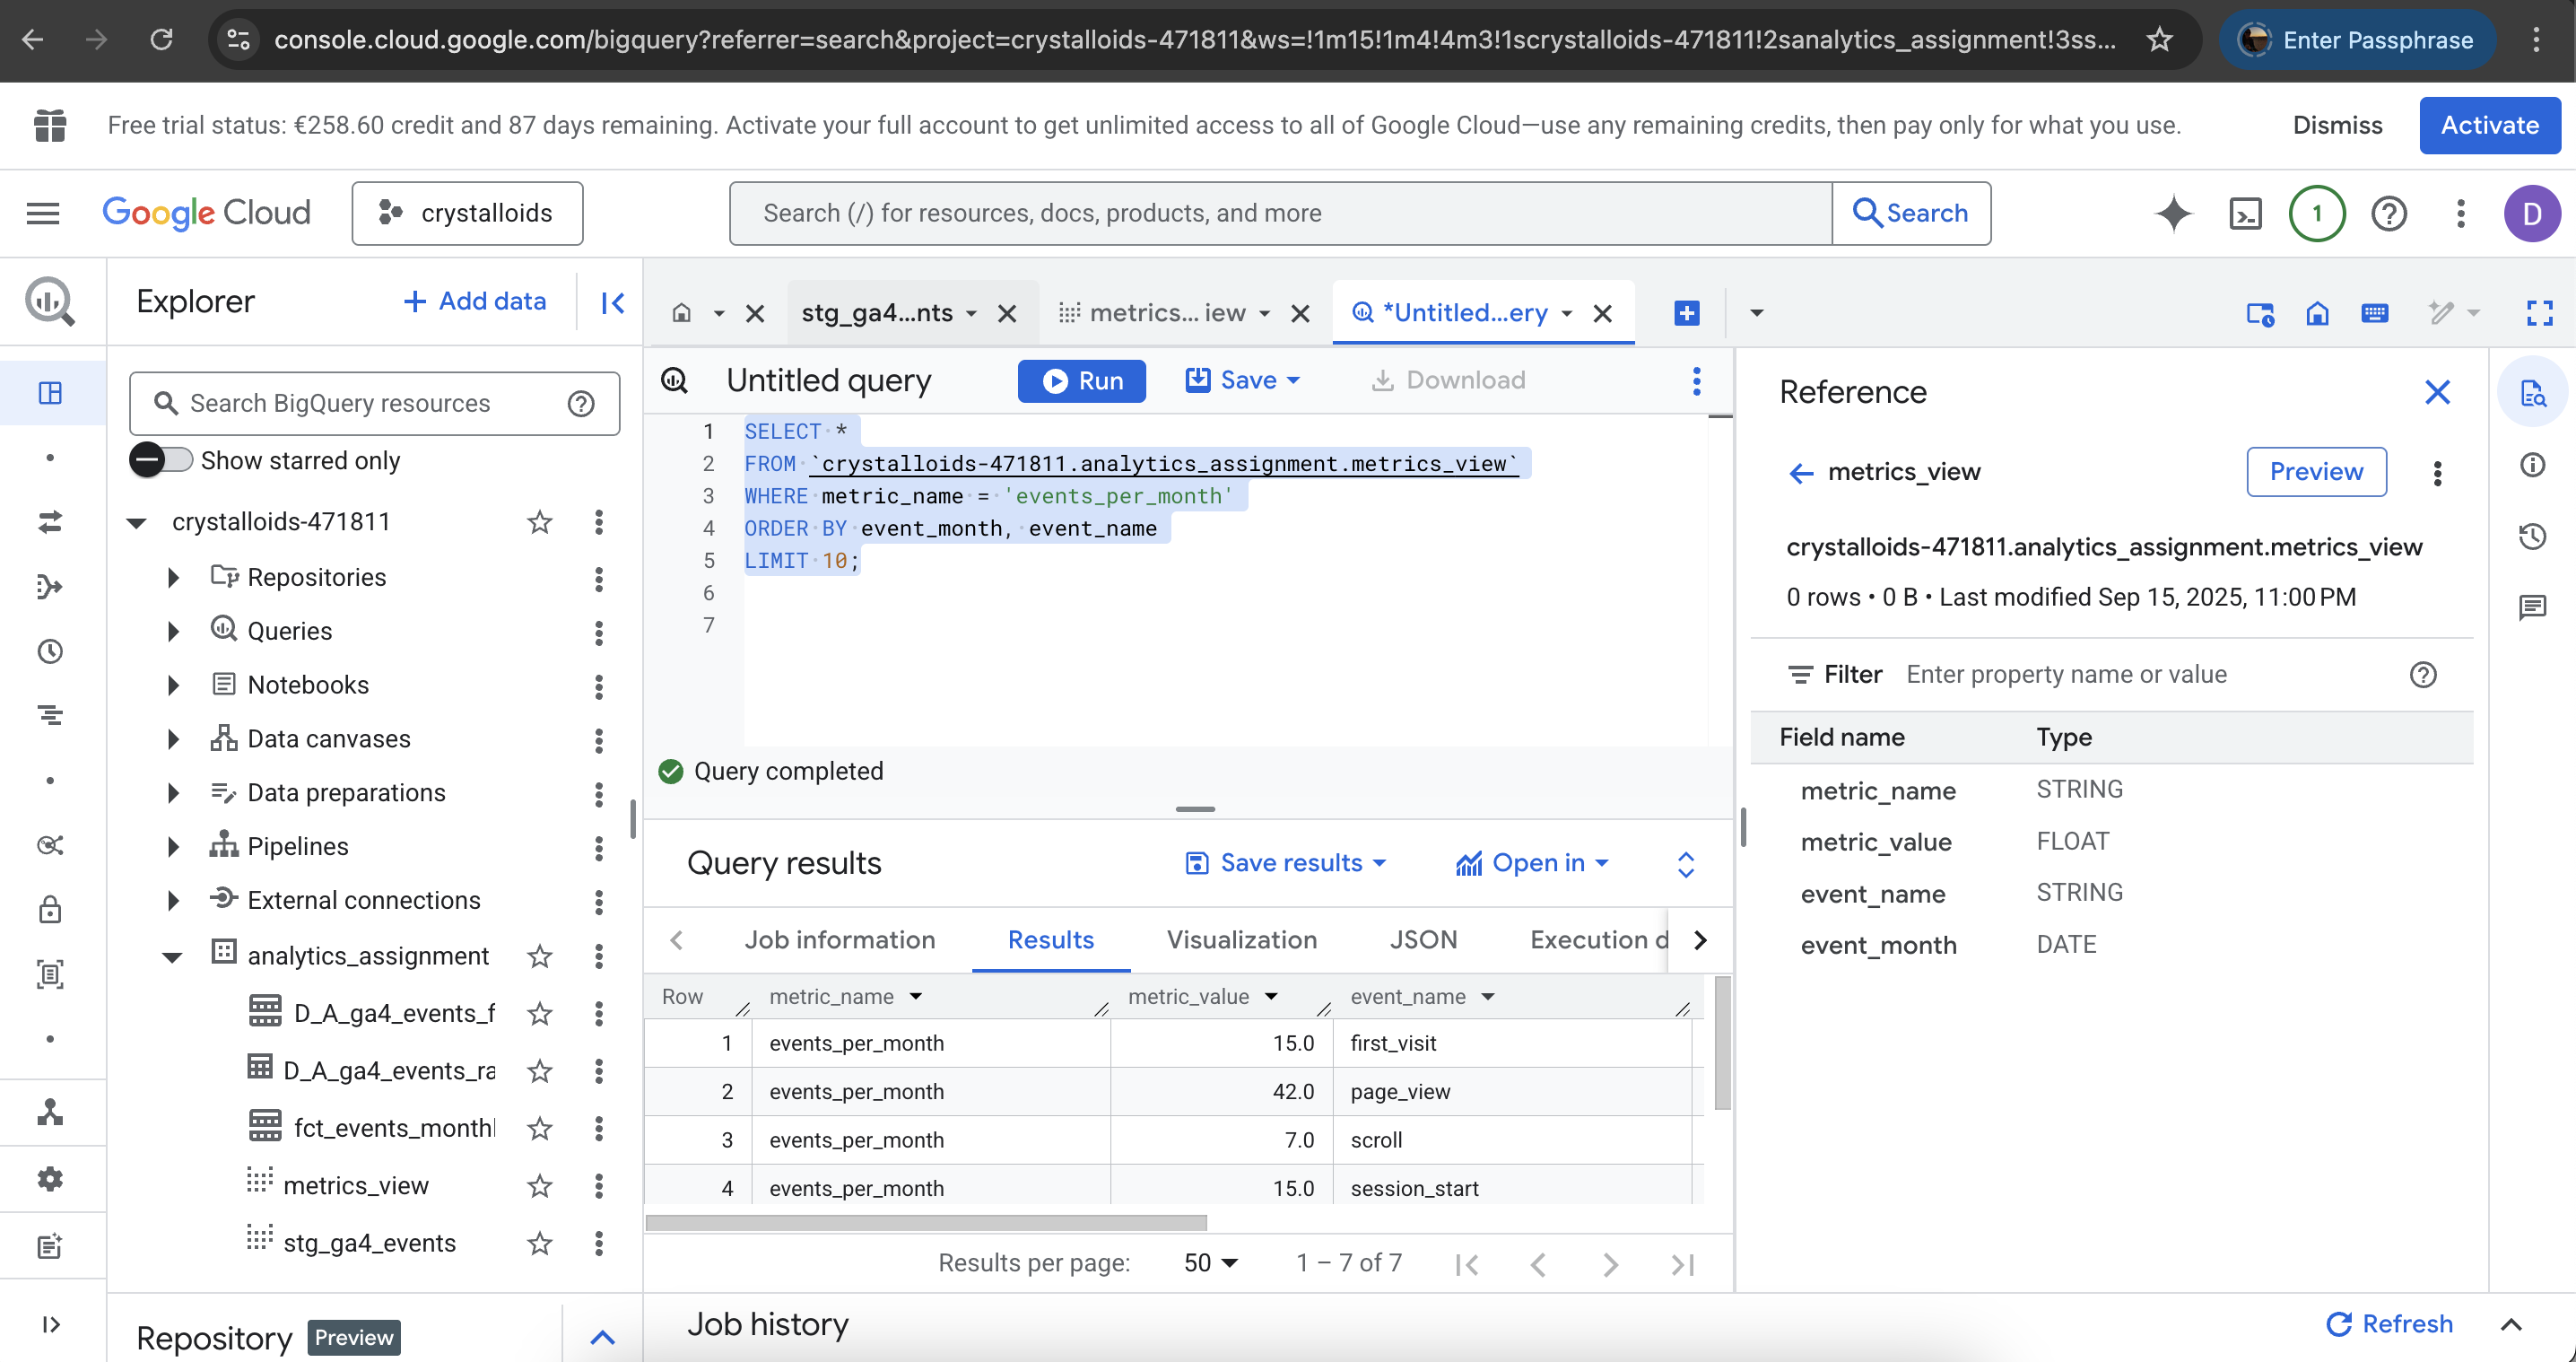 console.cloud.google.com/bigquery?referrer=search&project=crystalloids-471811&ws=!1m15!1m4!4m3!1scrystalloids-471811!2sanalytics_assignment!3ss...
Enter Passphrase
Free trial status: €258.60 credit and 87 days remaining. Activate your full account to get unlimited access to all of Google Cloud—use any remaining credits, then pay only for what you use.
Dismiss
Activate
Google Cloud
crystalloids
Search (/) for resources, docs, products, and more
Search
1
D
Explorer
+ Add data
Search BigQuery resources
Show starred only
crystalloids-471811
Repositories
Queries
Notebooks
Data canvases
Data preparations
Pipelines
External connections
analytics_assignment
D_A_ga4_events_f
D_A_ga4_events_ra
fct_events_monthl
metrics_view
stg_ga4_events
Repository Preview
stg_ga4...nts
metrics... iew
*Untitled...ery
Untitled query
Run
Save
Download
1 SELECT *
2 FROM `crystalloids-471811.analytics_assignment.metrics_view`
3 WHERE metric_name = 'events_per_month'
4 ORDER BY event_month, event_name
5 LIMIT 10;
6
7
Query completed
Query results
Save results
Open in
Job information
Results
Visualization
JSON
Execution d
Row metric_name metric_value event_name
1 events_per_month 15.0 first_visit
2 events_per_month 42.0 page_view
3 events_per_month 7.0 scroll
4 events_per_month 15.0 session_start
Results per page: 50 1 – 7 of 7
Job history
Refresh
Reference
metrics_view
Preview
crystalloids-471811.analytics_assignment.metrics_view
0 rows • 0 B • Last modified Sep 15, 2025, 11:00 PM
Filter Enter property name or value
Field name Type
metric_name STRING
metric_value FLOAT
event_name STRING
event_month DATE